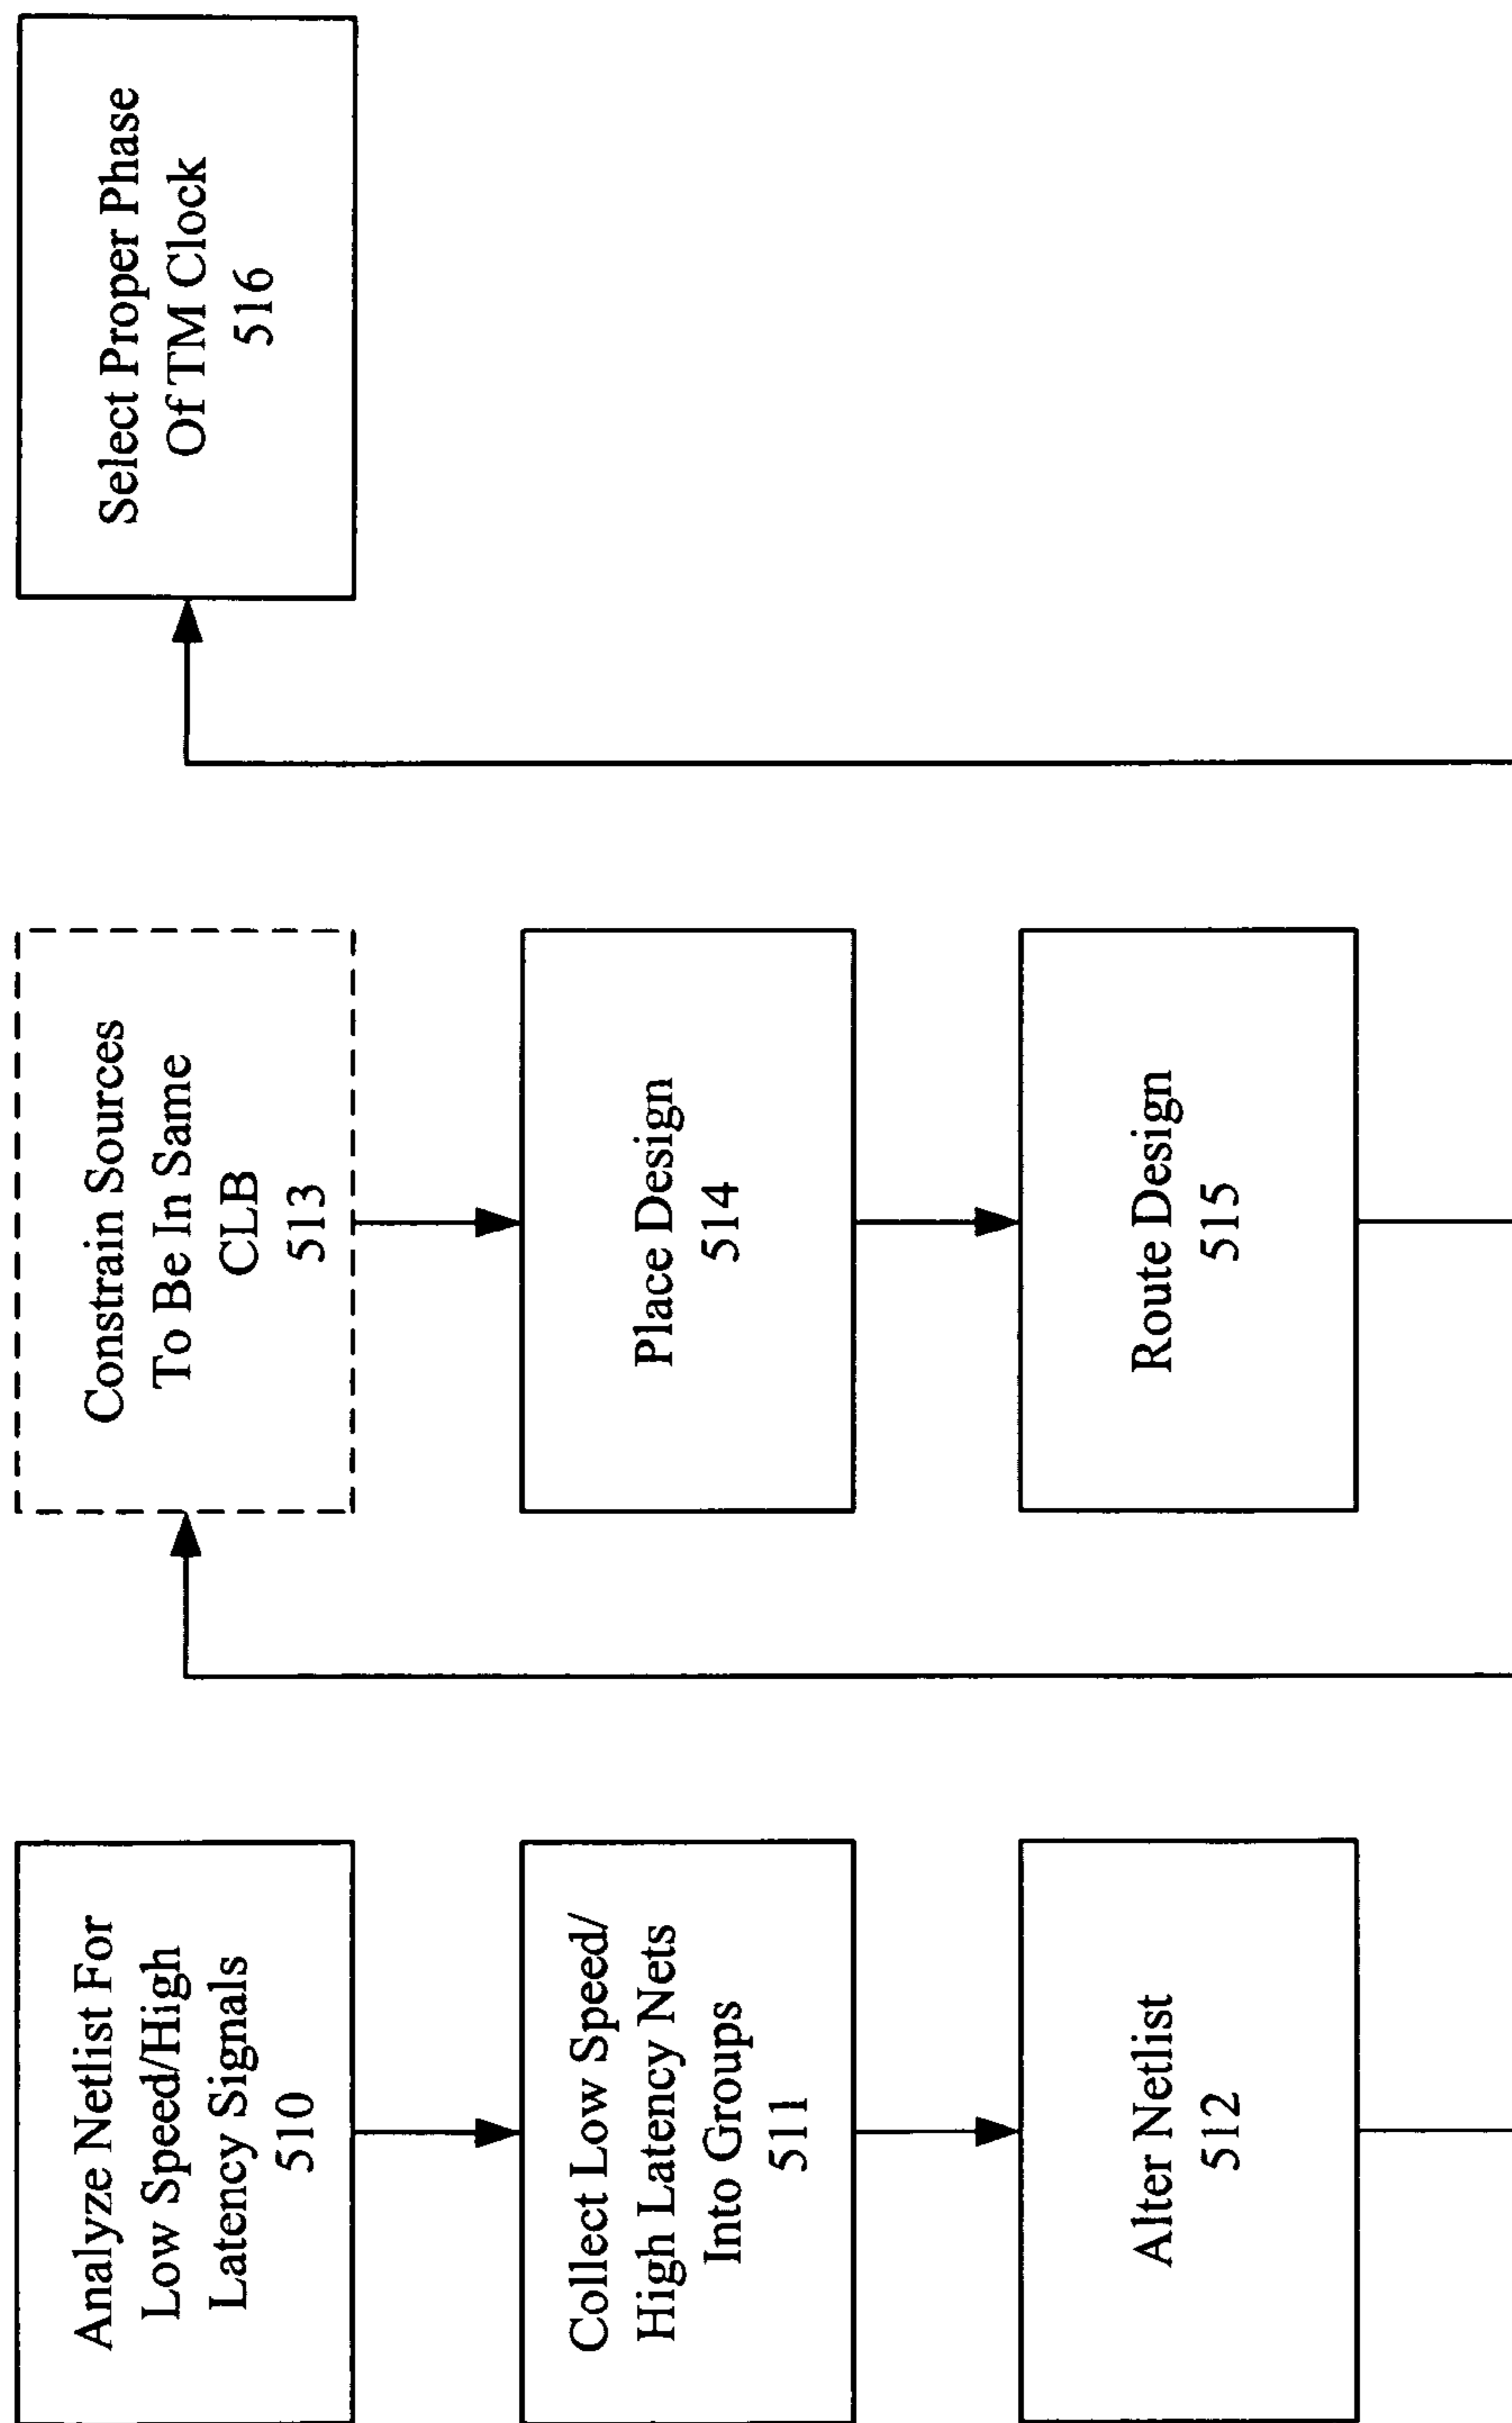 Analyze Netlist For
Low Speed/High
Latency Signals
510
Collect Low Speed/
High Latency Nets
Into Groups
511
Alter Netlist
512
Constrain Sources
To Be In Same
CLB
513
Place Design
514
Route Design
515
Select Proper Phase
Of TM Clock
516